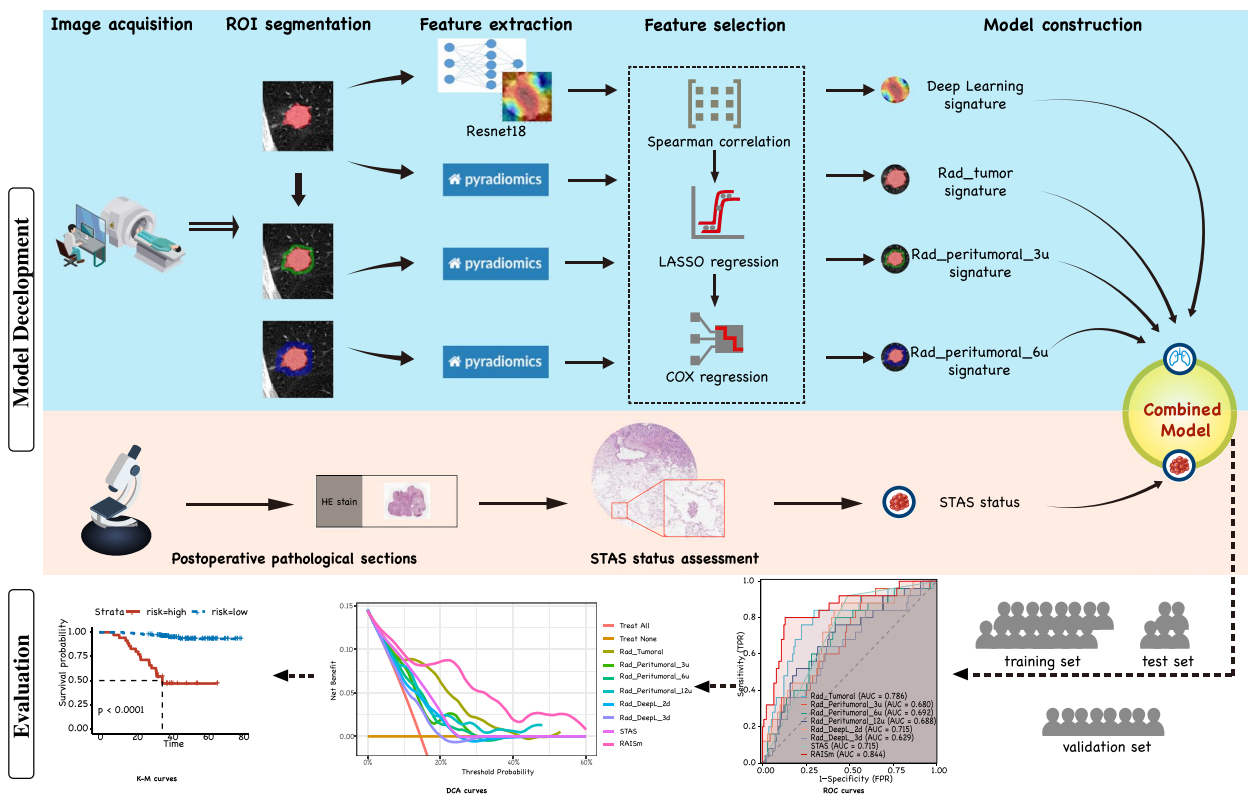 Image acquisition
ROI segmentation
Feature extraction
Feature selection
Model construction
Model Decelopment
Resnet18
pyradiomics
pyradiomics
pyradiomics
pyradiomics
Spearman correlation
LASSO regression
COX regression
Deep Learning
signature
Rad_tumor
signature
Rad_peritumoral_3u
signature
Rad_peritumoral_6u
signature
Combined
Model
HE stain
Postoperative pathological sections
STAS status assessment
STAS status
Evaluation
Strata risk=high risk=low
Survival probability
1.00
0.75
0.50
0.25
0.00
p < 0.0001
0 20 40 60 80
Time
K-M curves
Net Benefit
0.15
0.10
0.05
0.00
0% 20% 40% 60%
Threshold Probability
Treat All
Treat None
Rad_Tumoral
Rad_Peritumoral_3u
Rad_Peritumoral_6u
Rad_Peritumoral_12u
Rad_DeepL_2d
Rad_DeepL_3d
STAS
RAISm
DCA curves
Sensitivity (TPR)
1.0
0.8
0.6
0.4
0.2
0.0
Rad_Tumoral (AUC = 0.786)
Rad_Peritumoral_3u (AUC = 0.680)
Rad_Peritumoral_6u (AUC = 0.692)
Rad_Peritumoral_12u (AUC = 0.688)
Rad_DeepL_2d (AUC = 0.715)
Rad_DeepL_3d (AUC = 0.629)
STAS (AUC = 0.715)
RAISm (AUC = 0.844)
0.00 0.25 0.50 0.75 1.00
1-Specificity (FPR)
ROC curves
training set
test set
validation set